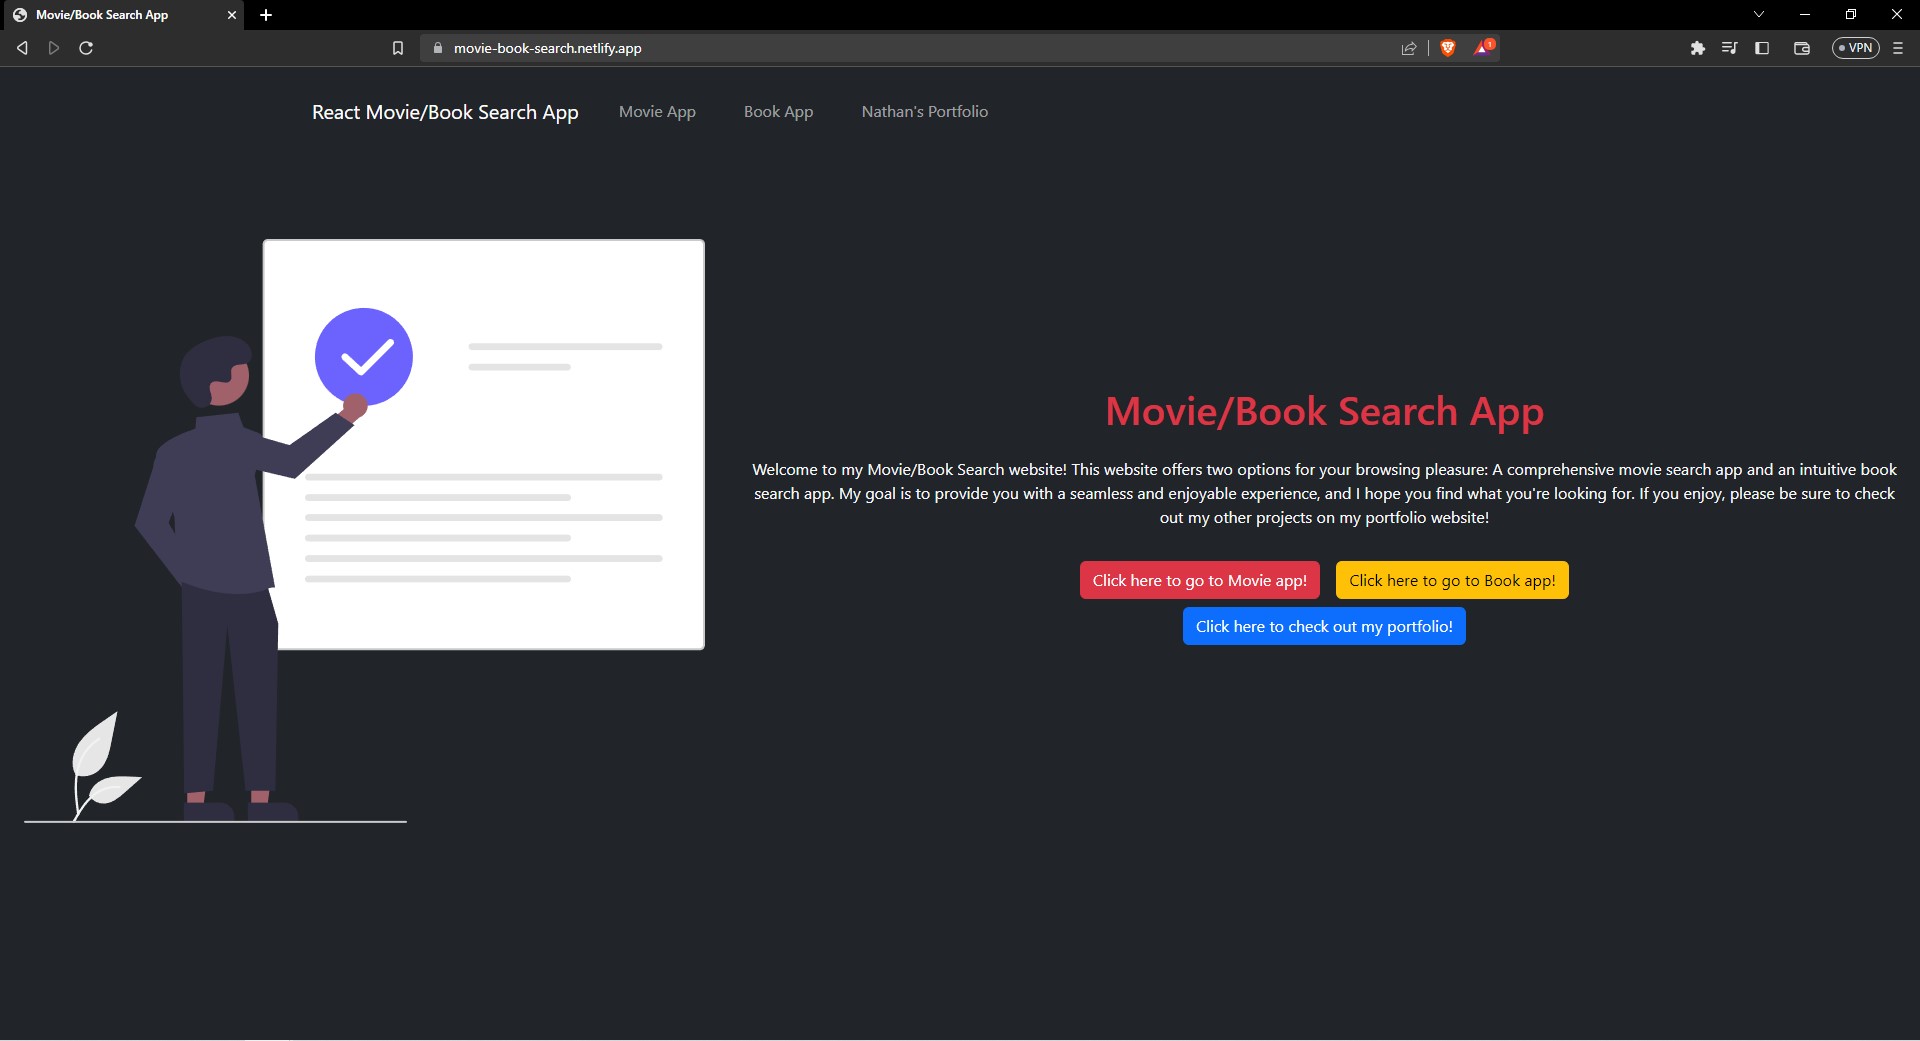 Movie/Book Search App
movie-book-search.netlify.app
1
VPN
React Movie/Book Search App
Movie App
Book App
Nathan's Portfolio
Movie/Book Search App
Welcome to my Movie/Book Search website! This website offers two options for your browsing pleasure: A comprehensive movie search app and an intuitive book
search app. My goal is to provide you with a seamless and enjoyable experience, and I hope you find what you're looking for. If you enjoy, please be sure to check
out my other projects on my portfolio website!
Click here to go to Movie app!
Click here to go to Book app!
Click here to check out my portfolio!